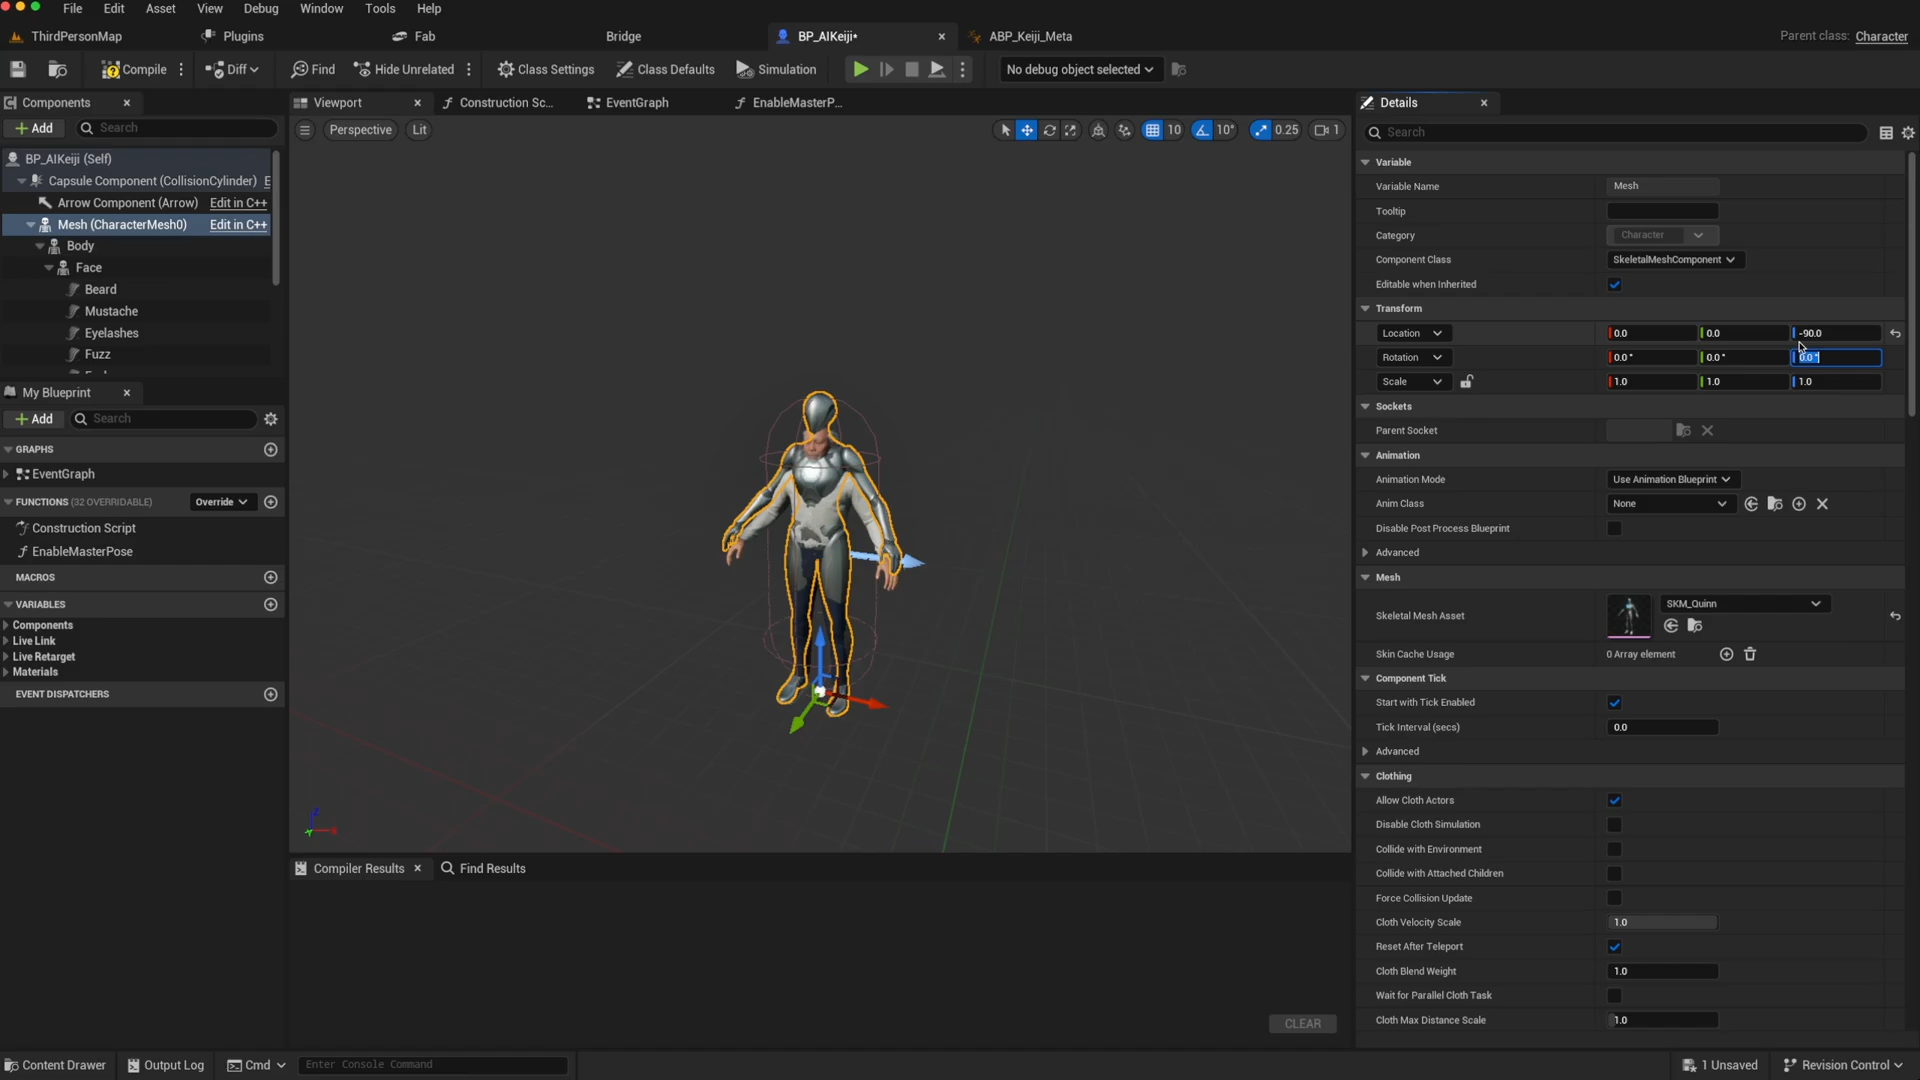 File Edit Asset View Debug Window Tools Help
ThirdPersonMap Plugins Fab Bridge BP_AIKeiji• ABP_Keiji_Meta Parent class: Character
Compile Diff Find Hide Unrelated Class Settings Class Defaults Simulation No debug object selected
Components Viewport Construction Sc... EventGraph EnableMasterP... Details
+ Add Search Perspective Lit 10 10° 0.25 1 Search
BP_AIKeiji (Self)
Capsule Component (CollisionCylinder) E
Arrow Component (Arrow) Edit in C++
Mesh (CharacterMesh0) Edit in C++
Body
Face
Beard
Mustache
Eyelashes
Fuzz
My Blueprint
+ Add Search
GRAPHS
EventGraph
FUNCTIONS (32 OVERRIDABLE) Override
Construction Script
EnableMasterPose
MACROS
VARIABLES
Components
Live Link
Live Retarget
Materials
EVENT DISPATCHERS
Z
Compiler Results Find Results
CLEAR
Variable
Variable Name Mesh
Tooltip
Category Character
Component Class SkeletalMeshComponent
Editable when Inherited
Transform
Location 0.0 0.0 -90.0
Rotation 0.0 ° 0.0 ° 0.0 °
Scale 1.0 1.0 1.0
Sockets
Parent Socket
Animation
Animation Mode Use Animation Blueprint
Anim Class None
Disable Post Process Blueprint
Advanced
Mesh
Skeletal Mesh Asset SKM_Quinn
Skin Cache Usage 0 Array element
Component Tick
Start with Tick Enabled
Tick Interval (secs) 0.0
Advanced
Clothing
Allow Cloth Actors
Disable Cloth Simulation
Collide with Environment
Collide with Attached Children
Force Collision Update
Cloth Velocity Scale 1.0
Reset After Teleport
Cloth Blend Weight 1.0
Wait for Parallel Cloth Task
Cloth Max Distance Scale 1.0
Content Drawer Output Log Cmd Enter Console Command 1 Unsaved Revision Control